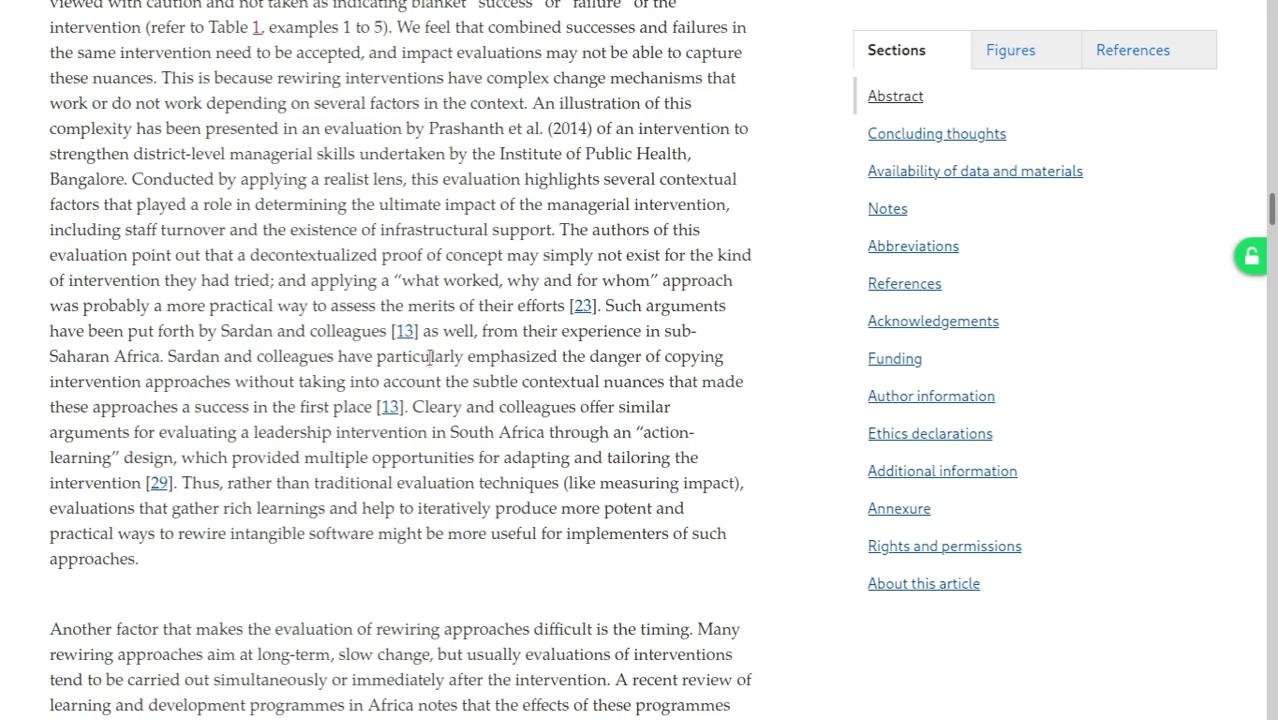 viewed with caution and not taken as indicating blanket "success" or "failure" of the
intervention (refer to Table 1, examples 1 to 5). We feel that combined successes and failures in
the same intervention need to be accepted, and impact evaluations may not be able to capture
these nuances. This is because rewiring interventions have complex change mechanisms that
work or do not work depending on several factors in the context. An illustration of this
complexity has been presented in an evaluation by Prashanth et al. (2014) of an intervention to
strengthen district-level managerial skills undertaken by the Institute of Public Health,
Bangalore. Conducted by applying a realist lens, this evaluation highlights several contextual
factors that played a role in determining the ultimate impact of the managerial intervention,
including staff turnover and the existence of infrastructural support. The authors of this
evaluation point out that a decontextualized proof of concept may simply not exist for the kind
of intervention they had tried; and applying a “what worked, why and for whom” approach
was probably a more practical way to assess the merits of their efforts [23]. Such arguments
have been put forth by Sardan and colleagues [13] as well, from their experience in sub-
Saharan Africa. Sardan and colleagues have particularly emphasized the danger of copying
intervention approaches without taking into account the subtle contextual nuances that made
these approaches a success in the first place [13]. Cleary and colleagues offer similar
arguments for evaluating a leadership intervention in South Africa through an “action-
learning” design, which provided multiple opportunities for adapting and tailoring the
intervention [29]. Thus, rather than traditional evaluation techniques (like measuring impact),
evaluations that gather rich learnings and help to iteratively produce more potent and
practical ways to rewire intangible software might be more useful for implementers of such
approaches.
Another factor that makes the evaluation of rewiring approaches difficult is the timing. Many
rewiring approaches aim at long-term, slow change, but usually evaluations of interventions
tend to be carried out simultaneously or immediately after the intervention. A recent review of
learning and development programmes in Africa notes that the effects of these programmes
Sections
Figures
References
Abstract
Concluding thoughts
Availability of data and materials
Notes
Abbreviations
References
Acknowledgements
Funding
Author information
Ethics declarations
Additional information
Annexure
Rights and permissions
About this article